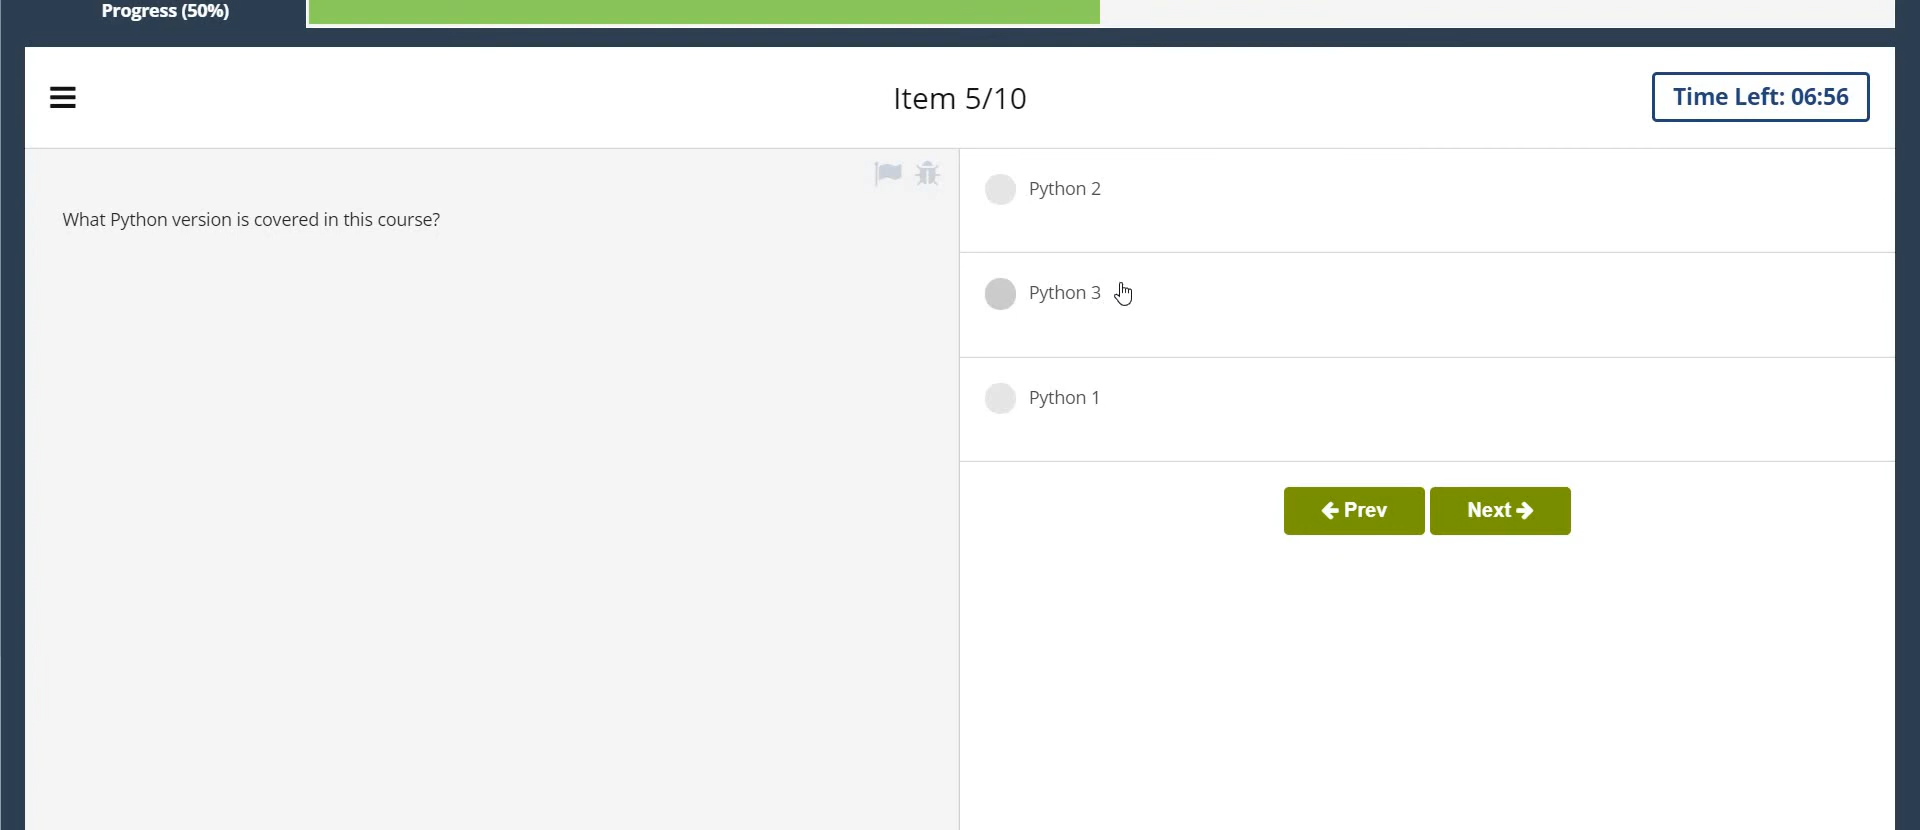 Progress (50%)
Item 5/10
Time Left: 06:56
What Python version is covered in this course?
Python 2
Python 3
Python 1
Prev
Next